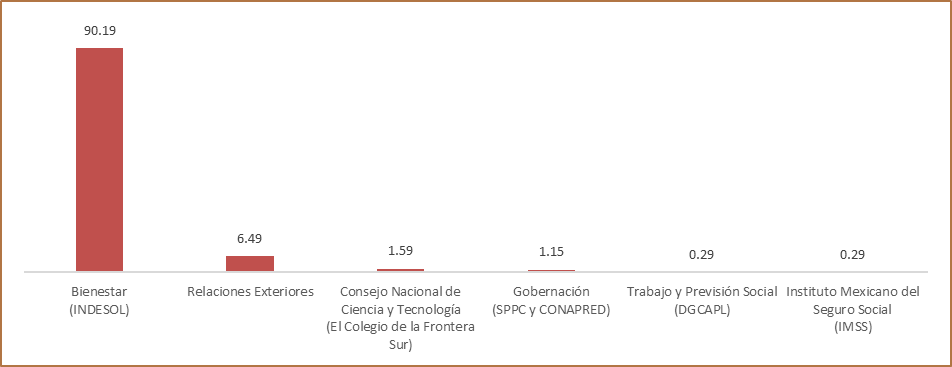 90.19
6.49
1.59
1.15
0.29
0.29
Bienestar
(INDESOL)
Relaciones Exteriores
Consejo Nacional de
Ciencia y Tecnología
(El Colegio de la Frontera
Sur)
Gobernación
(SPPC y CONAPRED)
Trabajo y Previsión Social
(DGCAPL)
Instituto Mexicano del
Seguro Social
(IMSS)